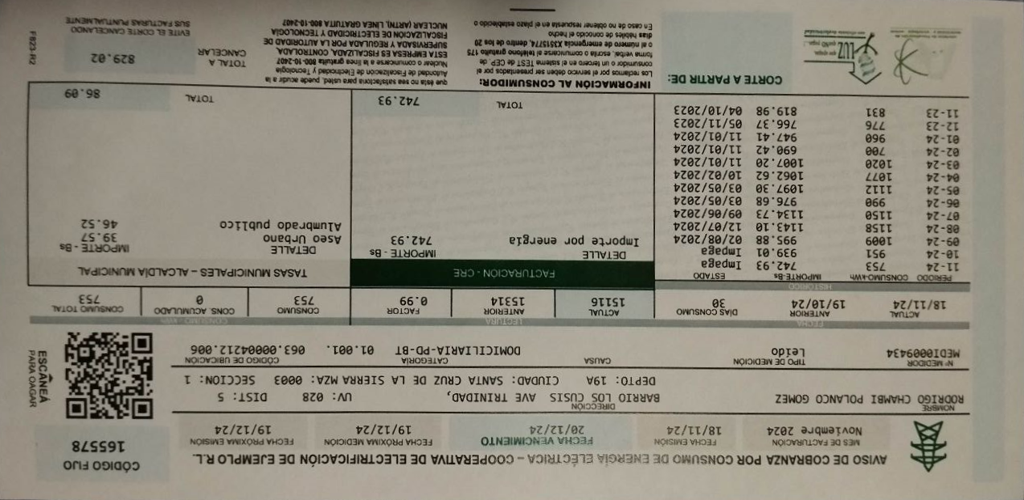 AVISO DE COBRANZA POR CONSUMO DE ENERGÍA ELÉCTRICA – COOPERATIVA DE ELECTRIFICACIÓN DE EJEMPLO R.L.
CÓDIGO FIJO
165578
MES DE FACTURACIÓN
Noviembre 2024
FECHA EMISIÓN
18/11/24
FECHA VENCIMIENTO
20/12/24
FECHA PRÓXIMA MEDICIÓN
19/12/24
FECHA PRÓXIMA EMISIÓN
19/12/24
NOMBRE
RODRIGO CHAMBI POLANCO GOMEZ
DIRECCIÓN
BARRIO LOS CUSIS AVE TRINIDAD, UV: 028 DIST: 5
DEPTO: 19A CIUDAD: SANTA CRUZ DE LA SIERRA MZA: 0003 SECCION: 1
ESCANEÁ
PARA PAGAR
N° MEDIDOR
MEDI0009434
TIPO DE MEDICIÓN
Leído
CAUSA
CATEGORÍA
DOMICILIARIA-PD-BT
CÓDIGO DE UBICACIÓN
01.001. 063.00004212.006
FECHA
LECTURA
CONSUMO - kWh
ACTUAL
18/11/24
ANTERIOR
19/10/24
DIAS CONSUMO
30
ACTUAL
15116
ANTERIOR
15314
FACTOR
0.99
CONSUMO
753
CONS ACOMULADO
0
CONSUMO TOTAL
753
HISTÓRICO
PERIODO CONSUMO-kWh IMPORTE-Bs ESTADO
11-24 753 742.93 Impaga
10-24 951 939.01 Impaga
09-24 1009 995.88 02/08/2024
08-24 1158 1143.10 12/07/2024
07-24 1150 1134.73 09/06/2024
06-24 990 976.68 03/05/2024
05-24 1112 1097.30 03/05/2024
04-24 1077 1062.62 10/02/2024
03-24 1020 1007.20 11/01/2024
02-24 700 690.42 11/01/2024
01-24 960 947.41 11/01/2024
12-23 776 766.37 05/11/2023
11-23 831 819.98 04/10/2023
FACTURACIÓN - CRE
DETALLE IMPORTE - Bs
Importe por energía 742.93
TOTAL 742.93
TASAS MUNICIPALES – ALCALDÍA MUNICIPAL
DETALLE IMPORTE - Bs
Aseo Urbano 39.57
Alumbrado publico 46.52
TOTAL 86.09
LUZ
CORTE A PARTIR DE:
INFORMACIÓN AL CONSUMIDOR:
Los reclamos por el servicio deben ser presentados por el
consumidor o un tercero en el sistema TEST de CEP de
forma verbal, escrita o comunicarse al teléfono gratuito 175
o al número de emergencia X3315774, dentro de los 20
días hábiles de conocido el hecho
En caso de no obtener respuesta en el plazo establecido o
que esta no sea satisfactoria para usted, puede acudir a la
Autoridad de Fiscalización de Electricidad y Tecnología
Nuclear o comunicarse a la línea gratuita 800-10-2407
ESTA EMPRESA ES FISCALIZADA, CONTROLADA,
SUPERVISADA Y REGULADA POR LA AUTORIDAD DE
FISCALIZACIÓN DE ELECTRICIDAD Y TECNOLOGÍA
NUCLEAR (AETN), LÍNEA GRATUITA 800-10-2407
TOTAL A
CANCELAR
829.02
EVITE EL CORTE CANCELANDO
SUS FACTURAS PUNTUALMENTE
F823-R2